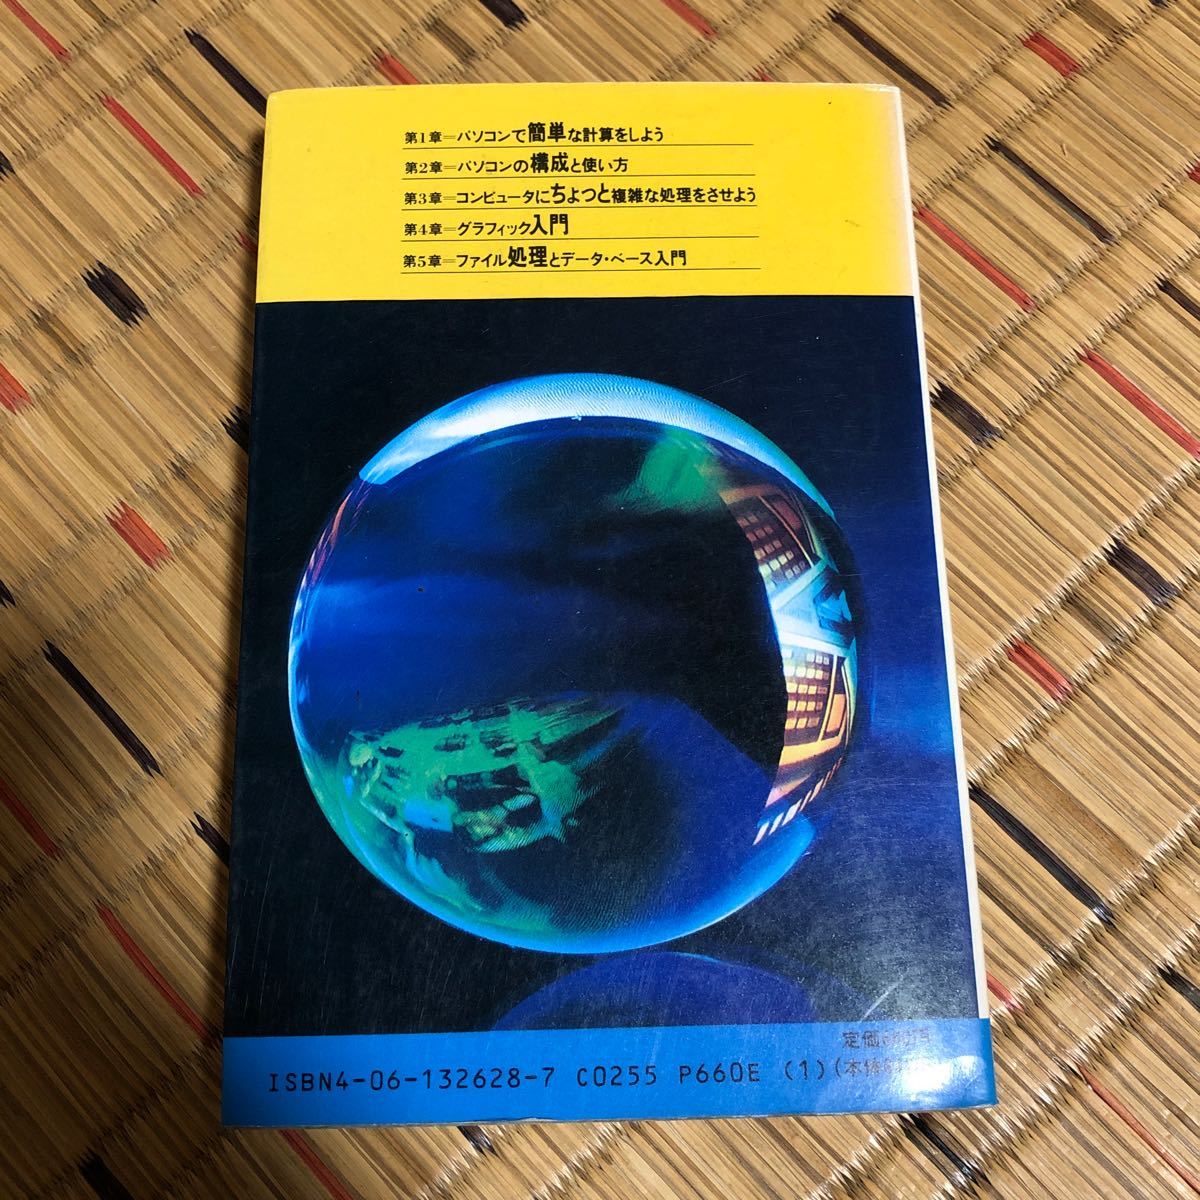 第1章=パソコンで簡単な計算をしよう
第2章=パソコンの構成と使い方
第3章=コンピュータにちょっと複雑な処理をさせよう
第4章=グラフィック入門
第5章=ファイル処理とデータ・ベース入門
定価
ISBN4-06-132628-7 C0255 P660E (1) (本体